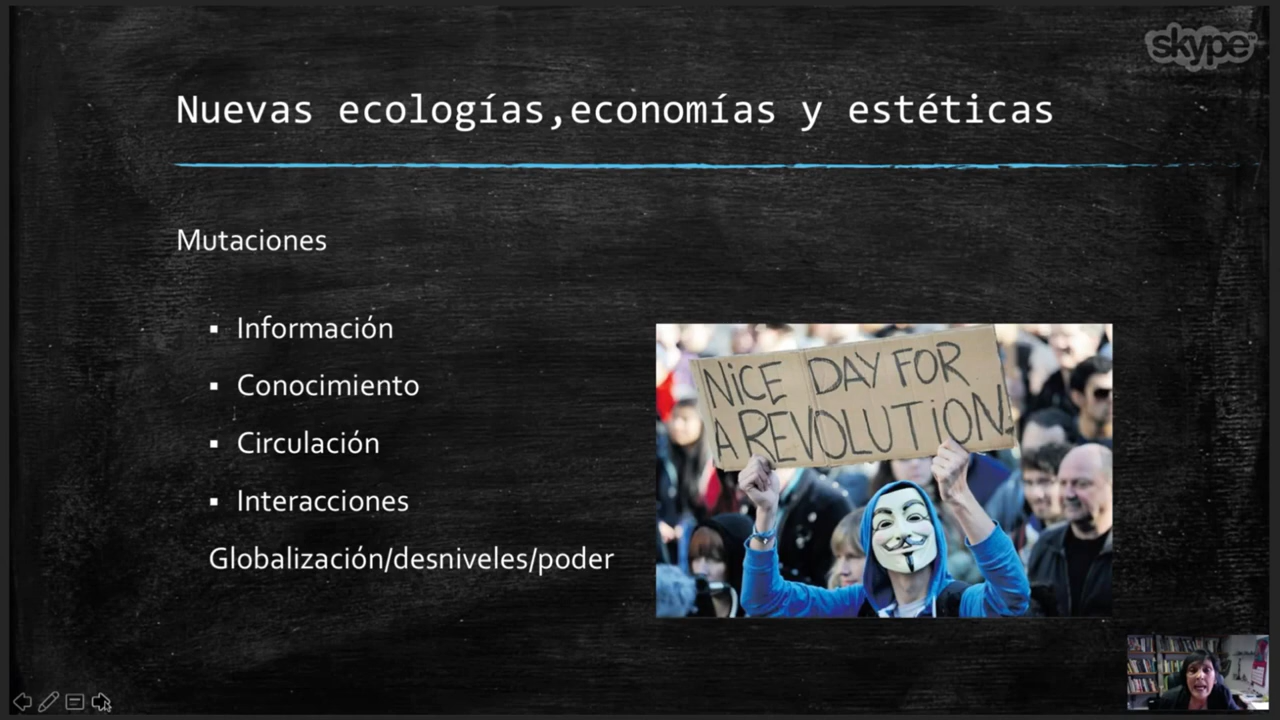 skype
Nuevas ecologías,economías y estéticas
Mutaciones
Información
Conocimiento
Circulación
Interacciones
Globalización/desniveles/poder
NiCE DAY FOR
A REVOLUTiON!